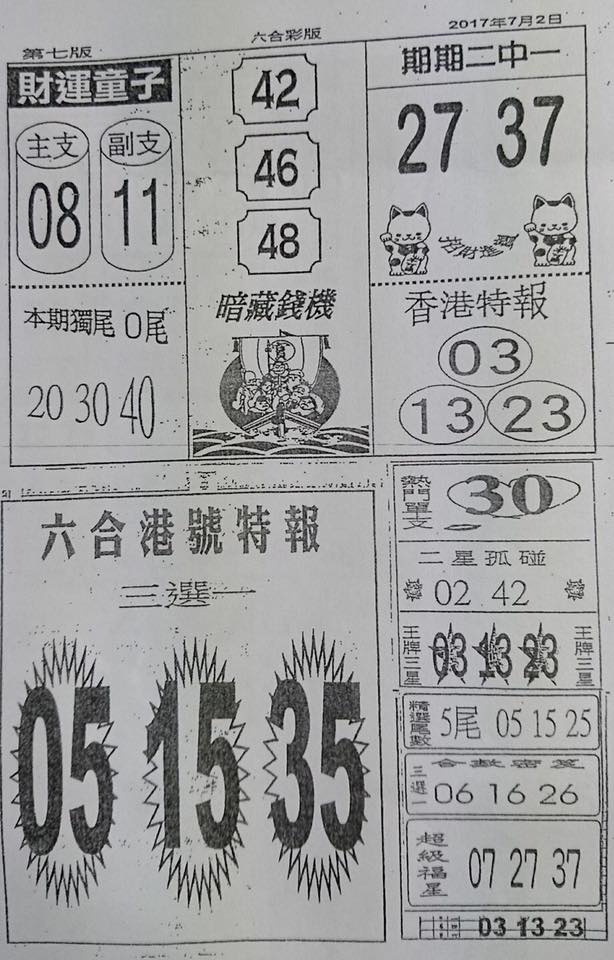 第七版
六合彩版
2017年7月2日
財運童子
主支
副支
08
11
42
46
48
期期二中一
27 37
本期獨尾 0尾
20 30 40
暗藏錢機
香港特報
03
13 23
六合港號特報
三選一
05 15 35
熱門單支
30
二星孤碰
02 42
王牌三星
03 13 23
王牌三星
精選尾數
5尾 05 15 25
合數密笈
三選一
06 16 26
超級福星
07 27 37
03 13 23